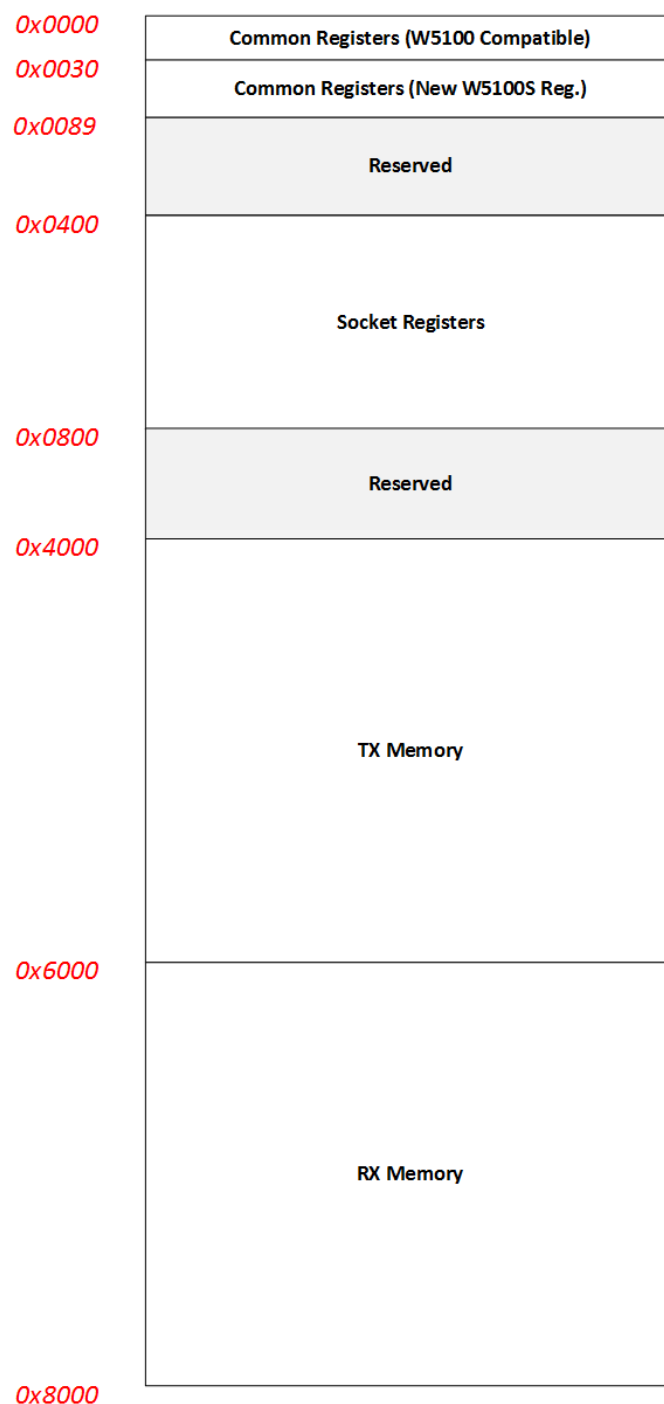 0x0000
Common Registers (W5100 Compatible)
0x0030
Common Registers (New W5100S Reg.)
0x0089
Reserved
0x0400
Socket Registers
0x0800
Reserved
0x4000
TX Memory
0x6000
RX Memory
0x8000